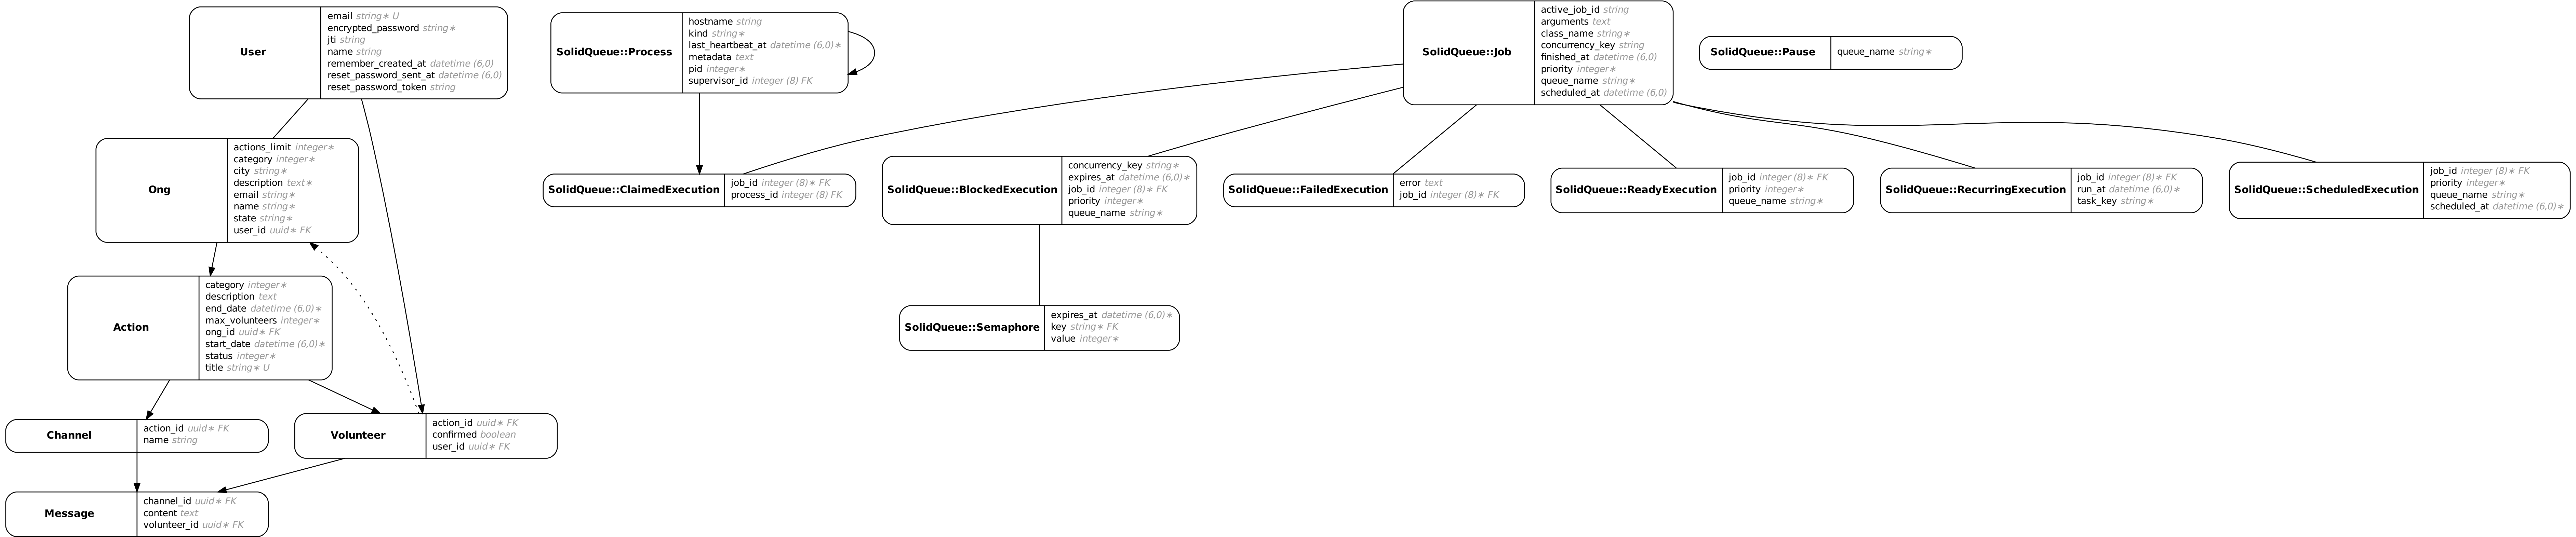 User
email string∗ U
encrypted_password string∗
jti string
name string
remember_created_at datetime (6,0)
reset_password_sent_at datetime (6,0)
reset_password_token string
SolidQueue::Process
hostname string
kind string∗
last_heartbeat_at datetime (6,0)∗
metadata text
pid integer∗
supervisor_id integer (8) FK
SolidQueue::Job
active_job_id string
arguments text
class_name string∗
concurrency_key string
finished_at datetime (6,0)
priority integer∗
queue_name string∗
scheduled_at datetime (6,0)
SolidQueue::Pause
queue_name string∗
Ong
actions_limit integer∗
category integer∗
city string∗
description text∗
email string∗
name string∗
state string∗
user_id uuid∗ FK
SolidQueue::ClaimedExecution
job_id integer (8)∗ FK
process_id integer (8) FK
SolidQueue::BlockedExecution
concurrency_key string∗
expires_at datetime (6,0)∗
job_id integer (8)∗ FK
priority integer∗
queue_name string∗
SolidQueue::FailedExecution
error text
job_id integer (8)∗ FK
SolidQueue::ReadyExecution
job_id integer (8)∗ FK
priority integer∗
queue_name string∗
SolidQueue::RecurringExecution
job_id integer (8)∗ FK
run_at datetime (6,0)∗
task_key string∗
SolidQueue::ScheduledExecution
job_id integer (8)∗ FK
priority integer∗
queue_name string∗
scheduled_at datetime (6,0)∗
Action
category integer∗
description text
end_date datetime (6,0)∗
max_volunteers integer∗
ong_id uuid∗ FK
start_date datetime (6,0)∗
status integer∗
title string∗ U
SolidQueue::Semaphore
expires_at datetime (6,0)∗
key string∗ FK
value integer∗
Channel
action_id uuid∗ FK
name string
Volunteer
action_id uuid∗ FK
confirmed boolean
user_id uuid∗ FK
Message
channel_id uuid∗ FK
content text
volunteer_id uuid∗ FK